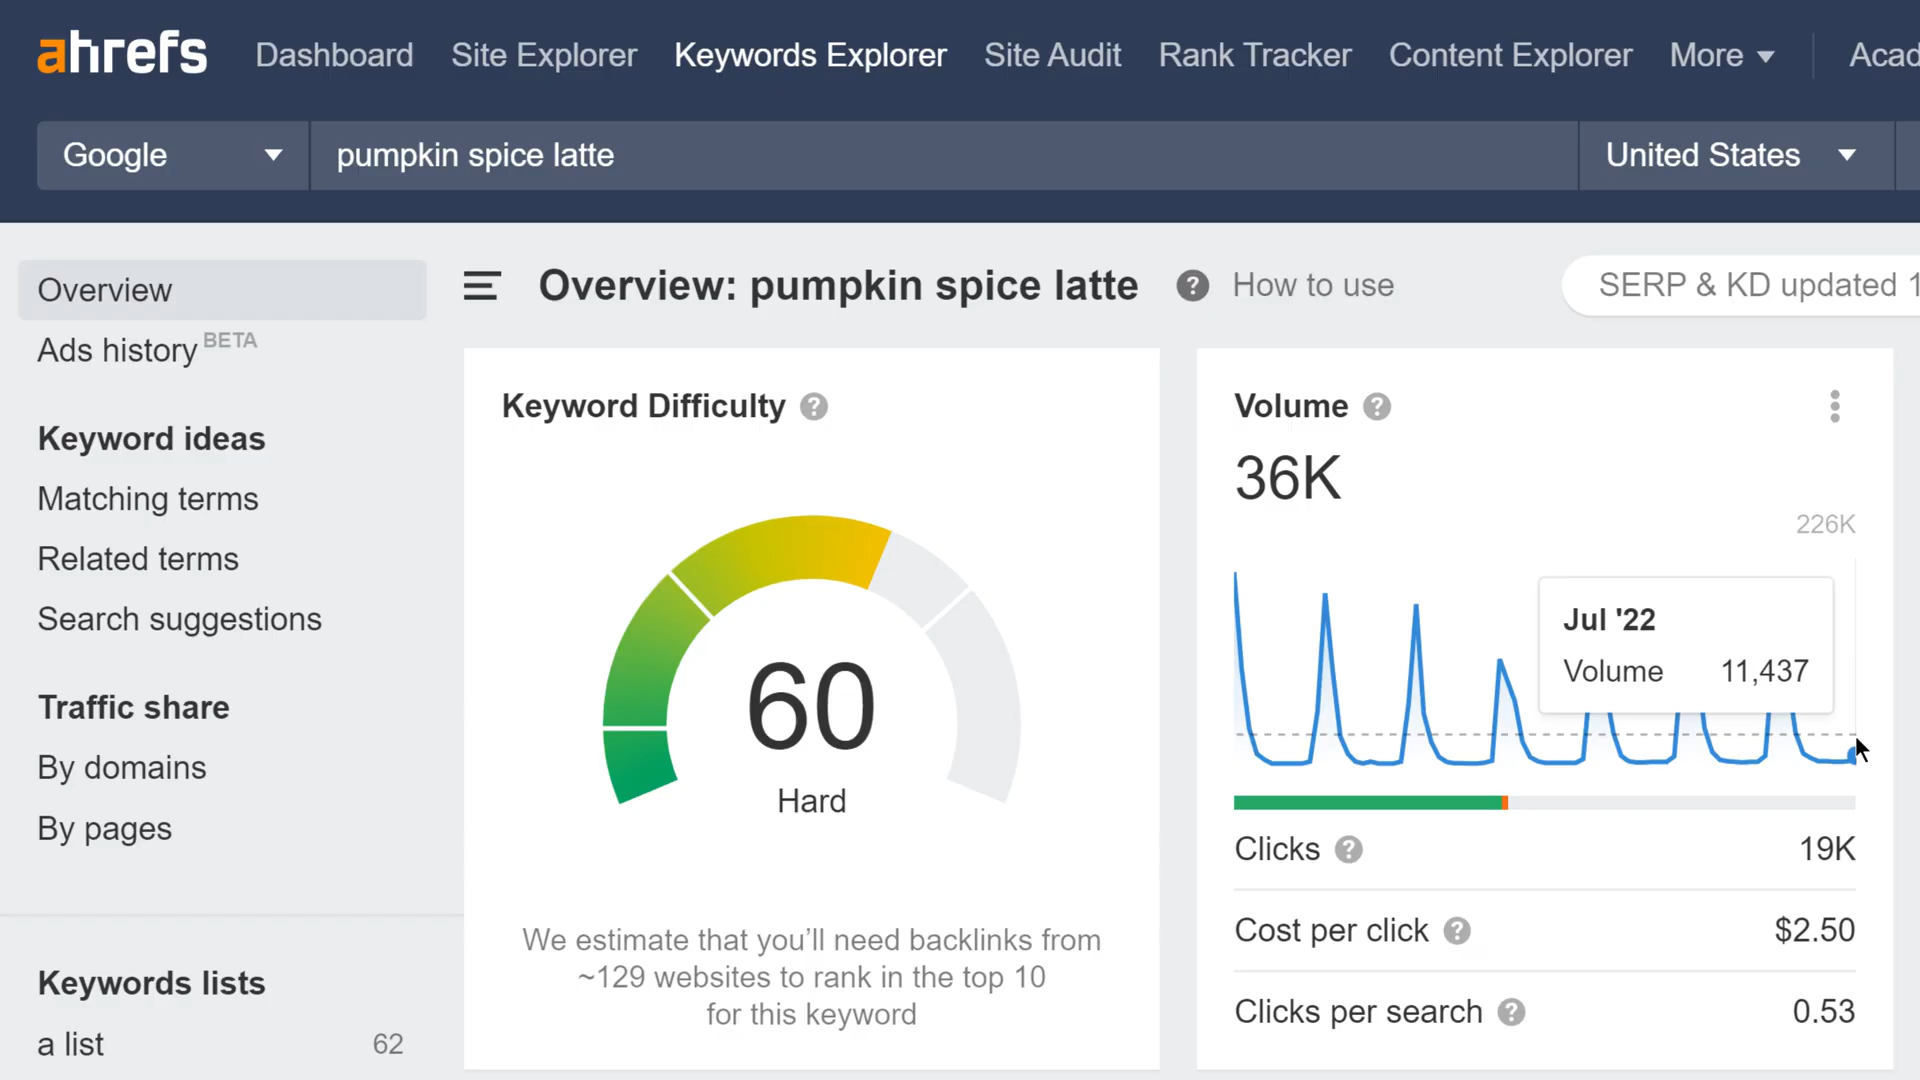 ahrefs Dashboard Site Explorer Keywords Explorer Site Audit Rank Tracker Content Explorer More Acad
Google pumpkin spice latte United States
Overview
Ads history BETA
Keyword ideas
Matching terms
Related terms
Search suggestions
Traffic share
By domains
By pages
Keywords lists
a list 62
Overview: pumpkin spice latte ? How to use SERP & KD updated 1
Keyword Difficulty ?
60
Hard
We estimate that you'll need backlinks from
~129 websites to rank in the top 10
for this keyword
Volume ?
36K
226K
Jul '22
Volume 11,437
Clicks ? 19K
Cost per click ? $2.50
Clicks per search ? 0.53